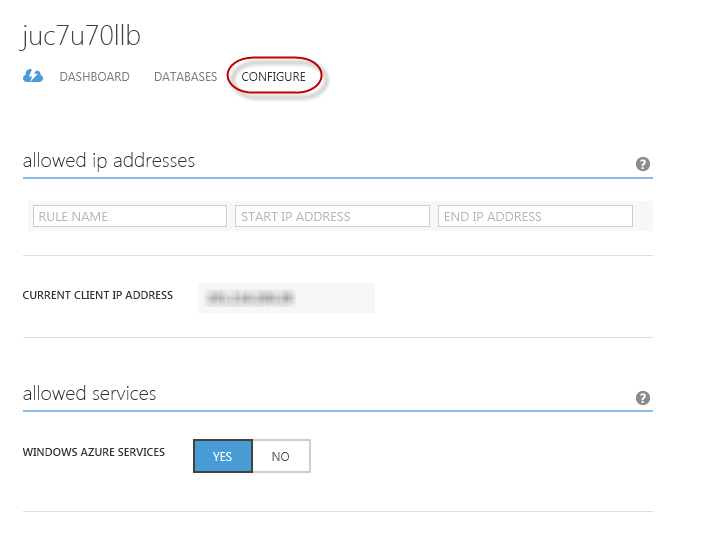 juc7u70llb
DASHBOARD DATABASES CONFIGURE
allowed ip addresses ?
RULE NAME START IP ADDRESS END IP ADDRESS
CURRENT CLIENT IP ADDRESS
allowed services ?
WINDOWS AZURE SERVICES YES NO